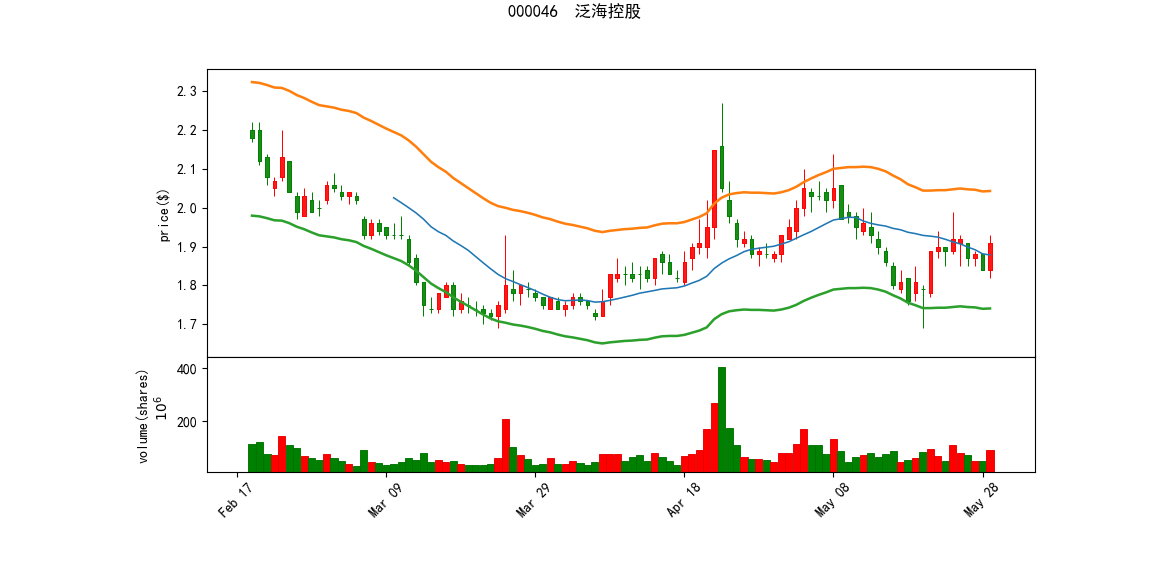 000046 泛海控股
price($)
2.3
2.2
2.1
2.0
1.9
1.8
1.7
volume(shares)
10^6
400
200
Feb 17
Mar 09
Mar 29
Apr 18
May 08
May 28